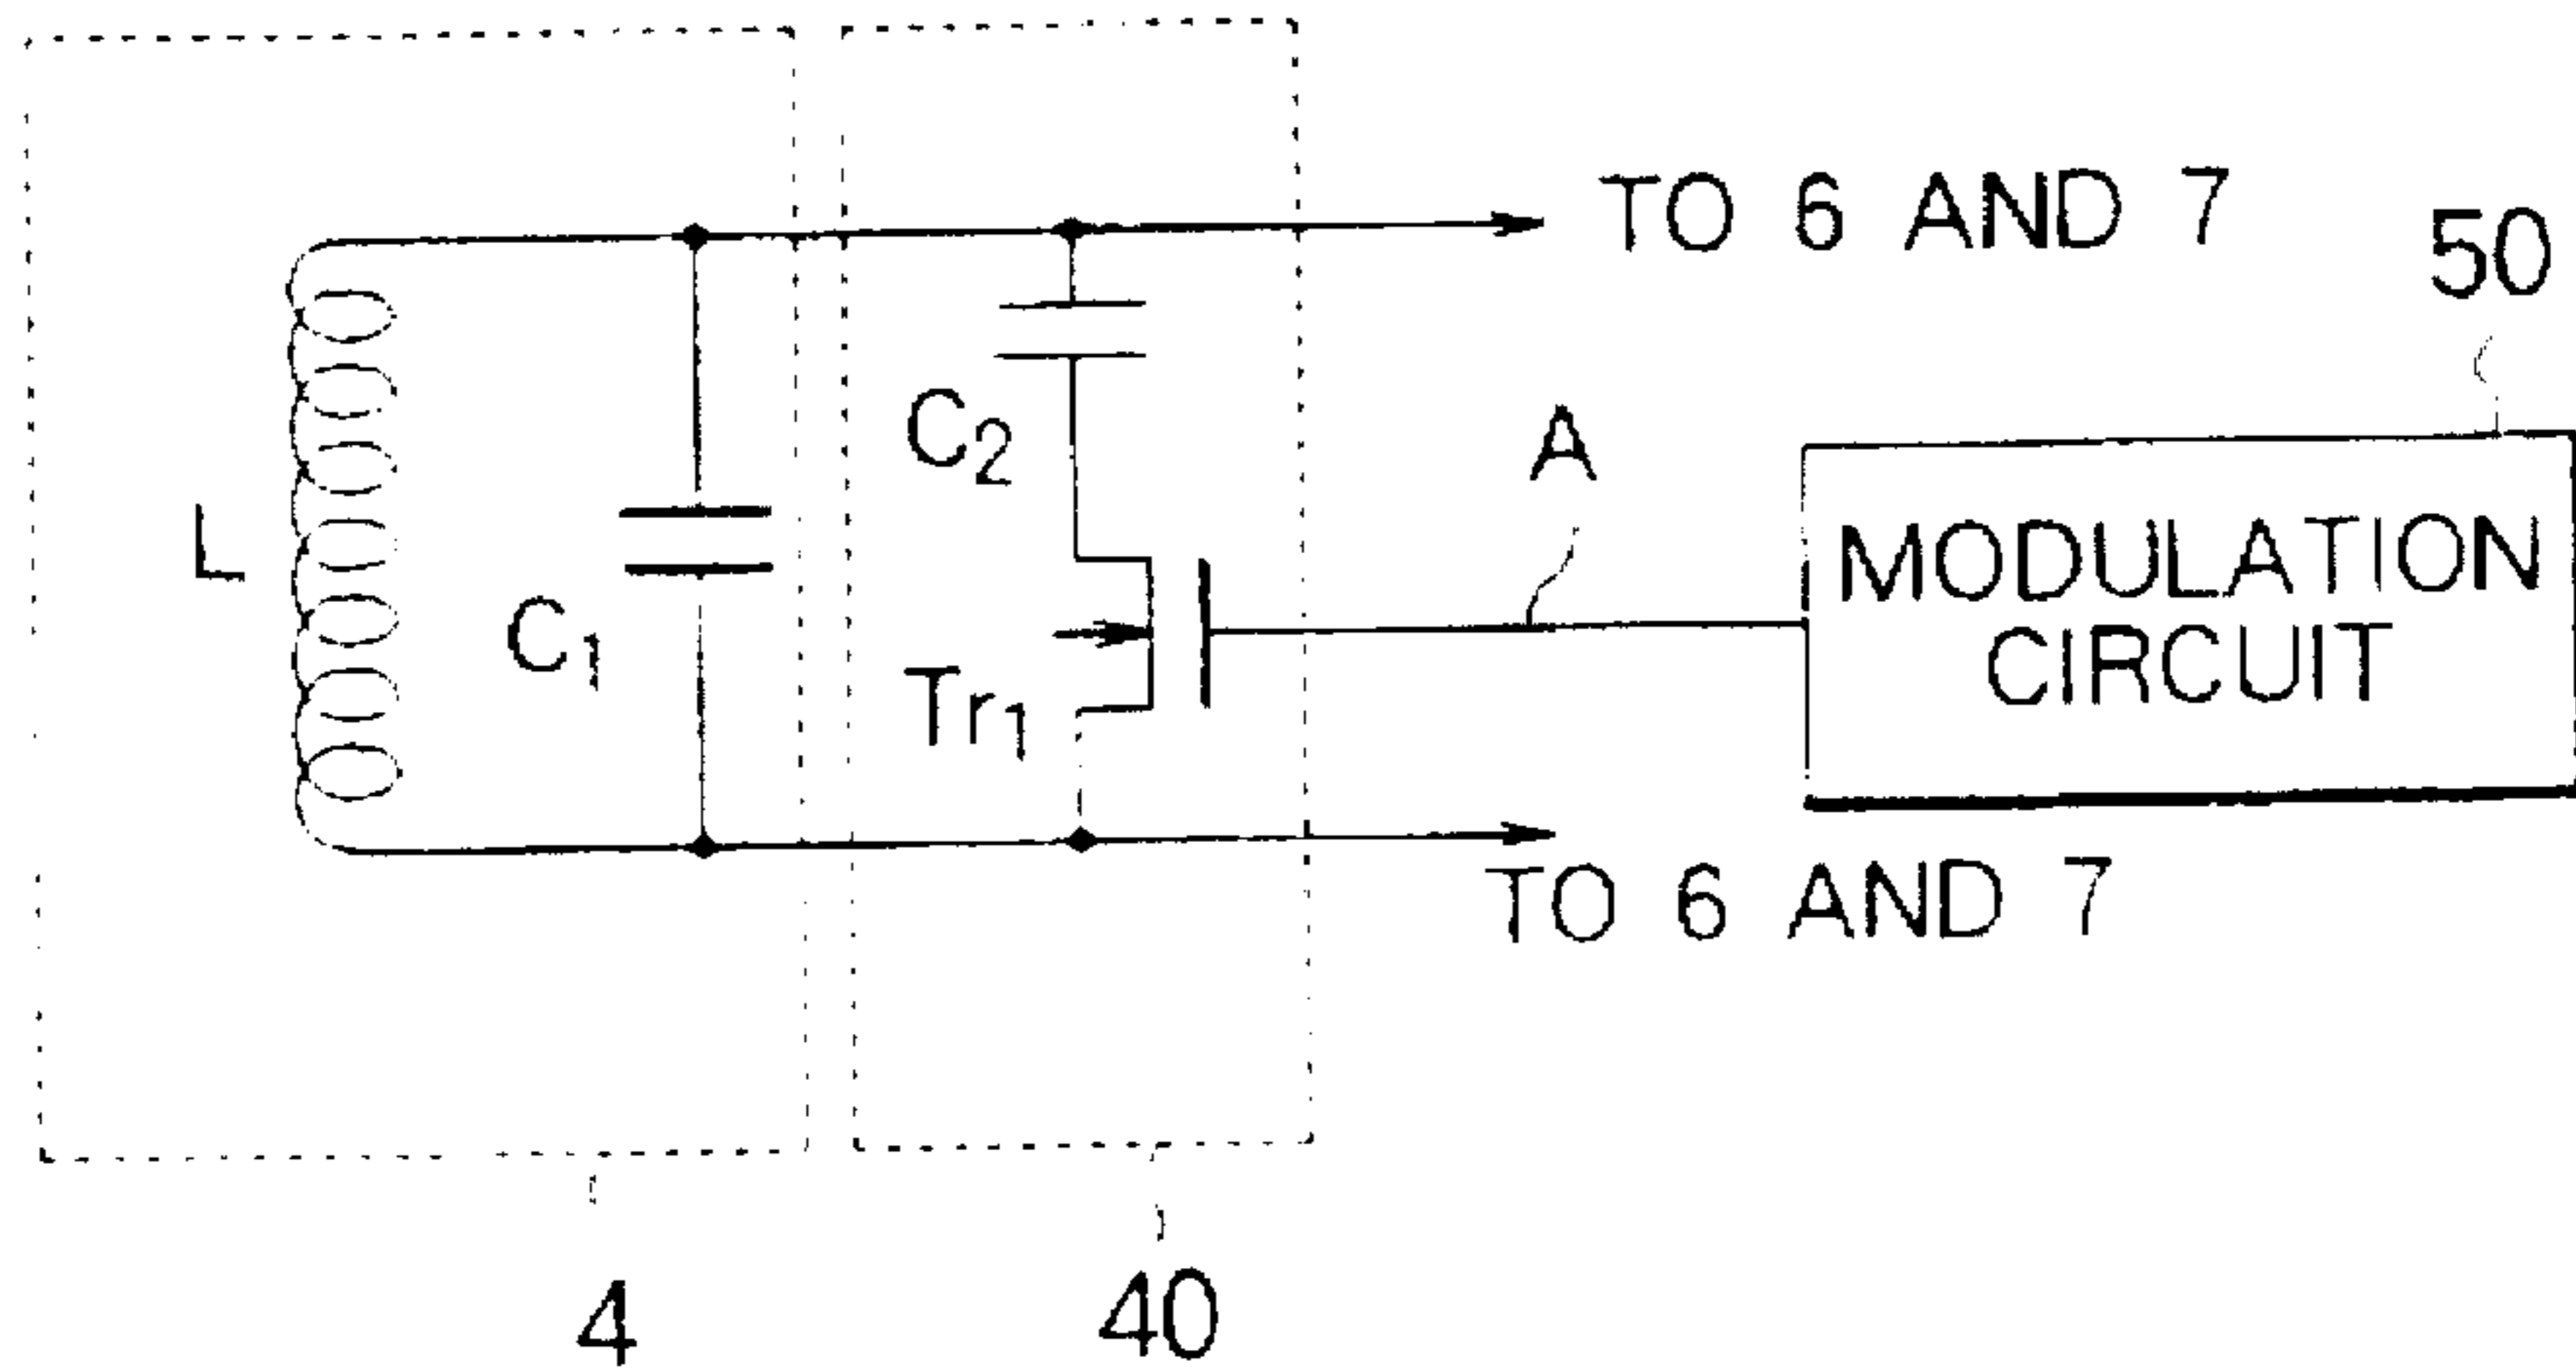 TO 6 AND 7
50
C2
A
L
MODULATION
CIRCUIT
C1
Tr1
TO 6 AND 7
4
40